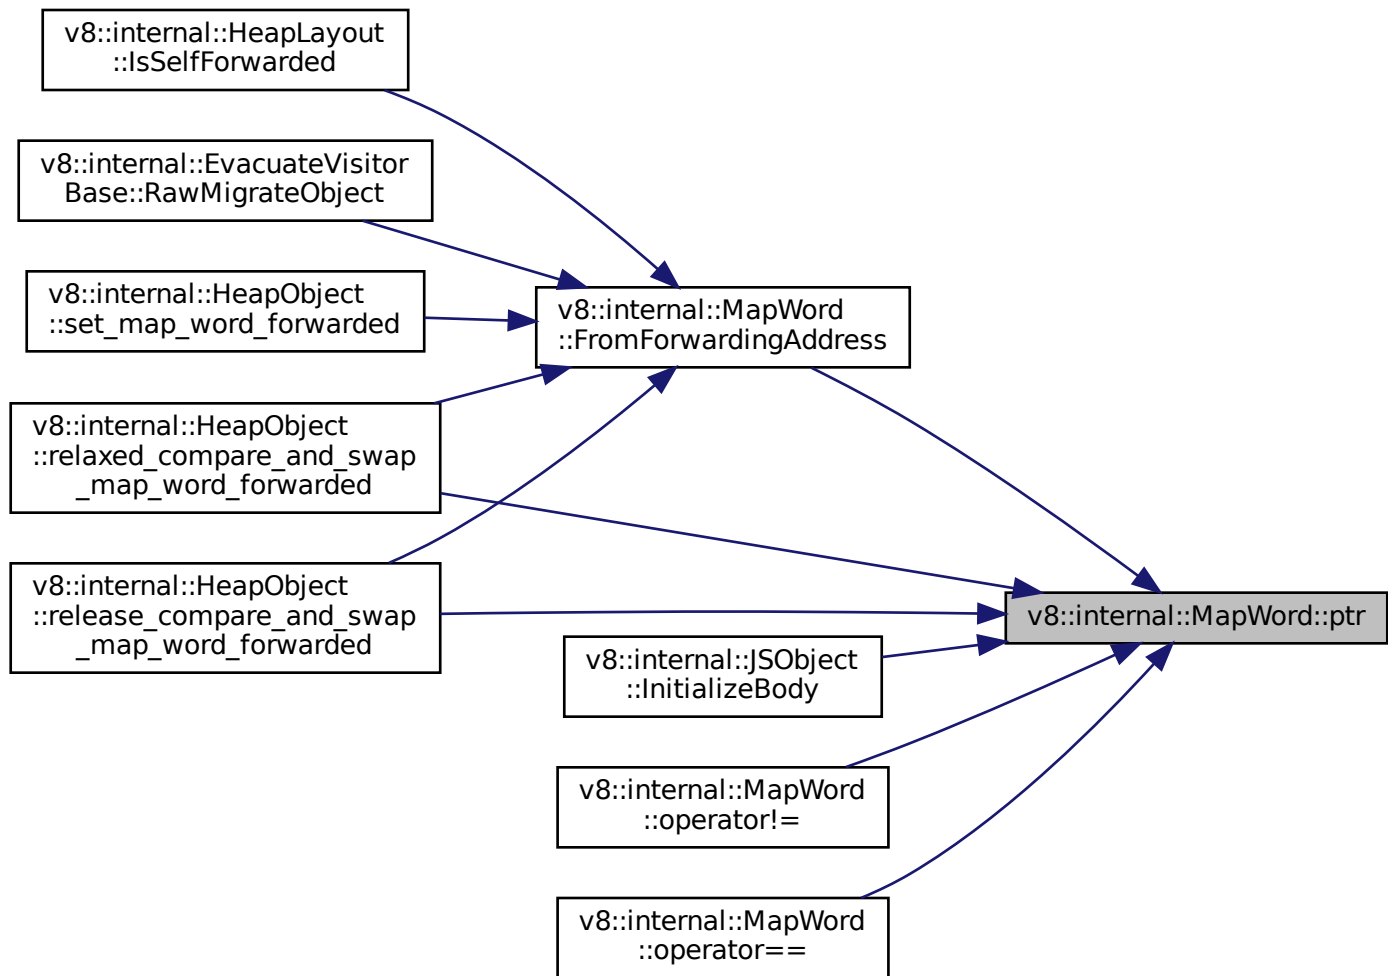 v8::internal::HeapLayout
::IsSelfForwarded
v8::internal::EvacuateVisitor
Base::RawMigrateObject
v8::internal::HeapObject
::set_map_word_forwarded
v8::internal::HeapObject
::relaxed_compare_and_swap
_map_word_forwarded
v8::internal::HeapObject
::release_compare_and_swap
_map_word_forwarded
v8::internal::MapWord
::FromForwardingAddress
v8::internal::JSObject
::InitializeBody
v8::internal::MapWord
::operator!=
v8::internal::MapWord
::operator==
v8::internal::MapWord::ptr